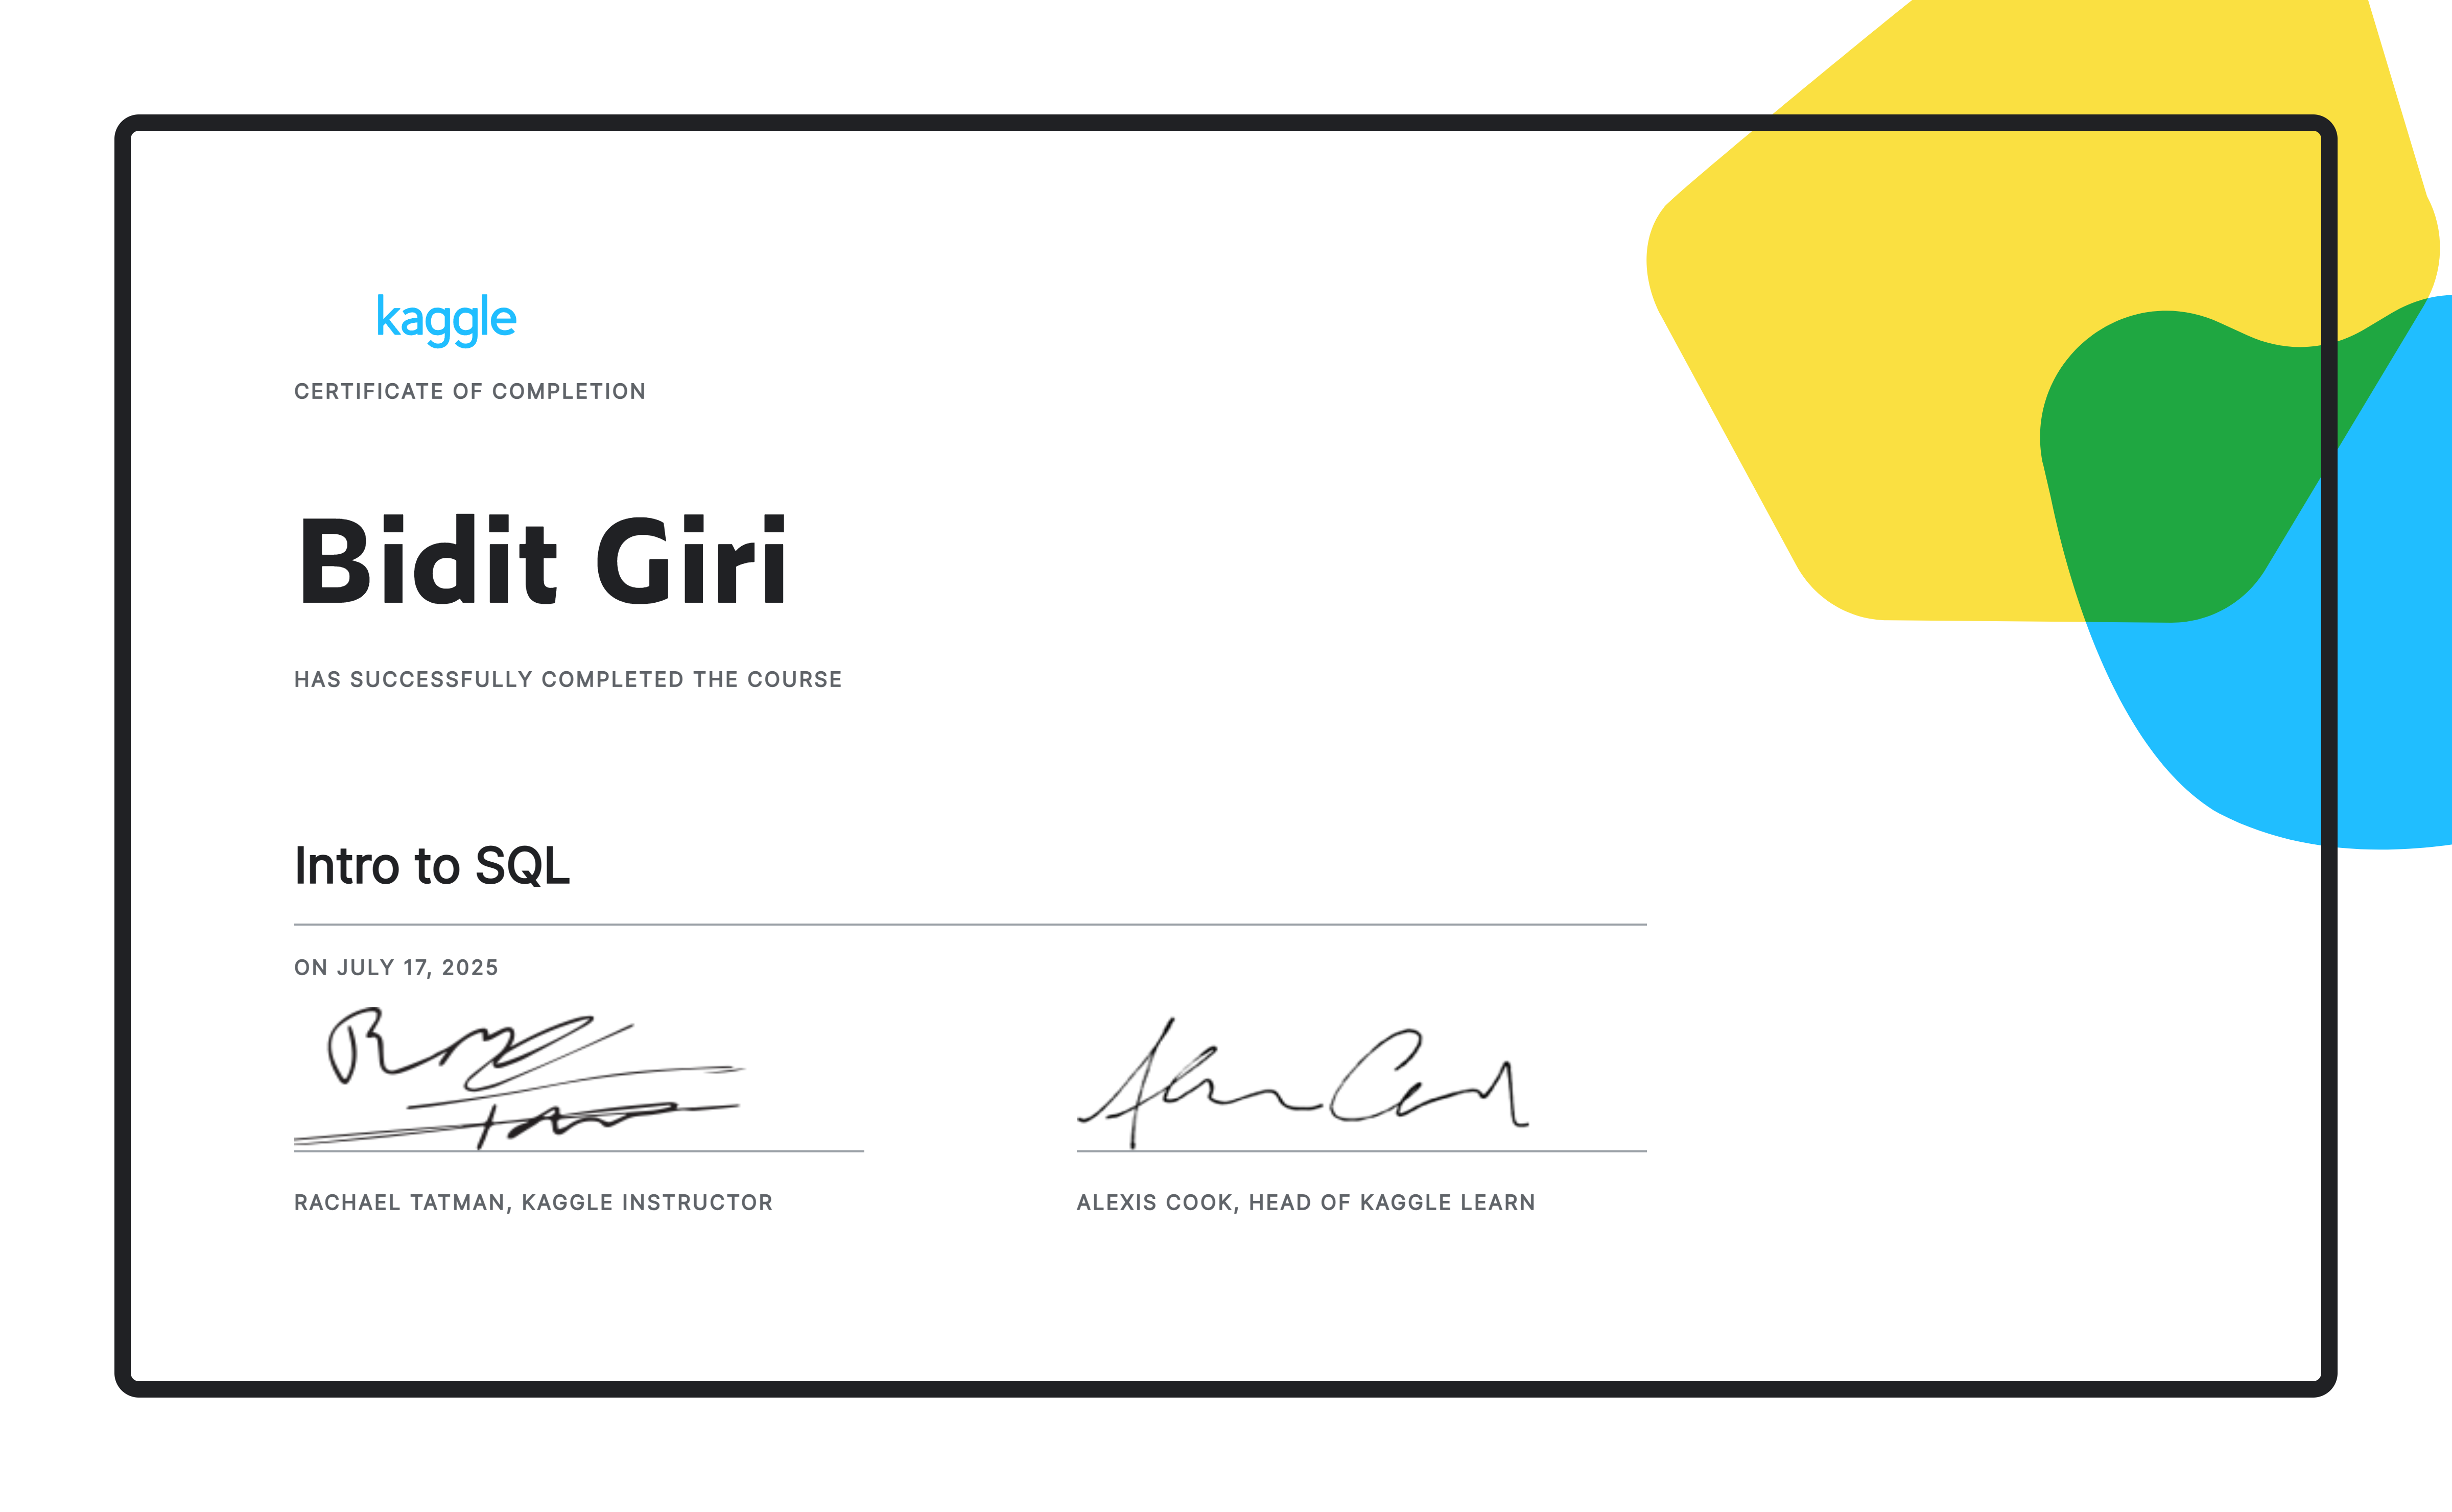 kaggle
CERTIFICATE OF COMPLETION
Bidit Giri
HAS SUCCESSFULLY COMPLETED THE COURSE
Intro to SQL
ON JULY 17, 2025
RACHAEL TATMAN, KAGGLE INSTRUCTOR
ALEXIS COOK, HEAD OF KAGGLE LEARN